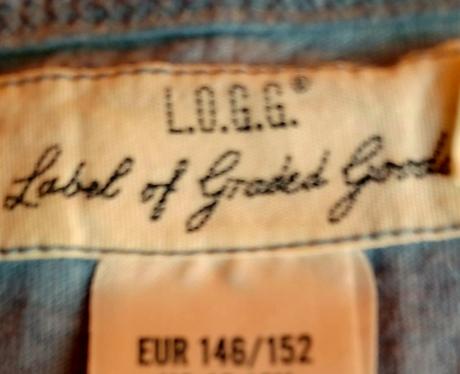 L.O.G.G.®
Label of Graded Goods
EUR 146/152